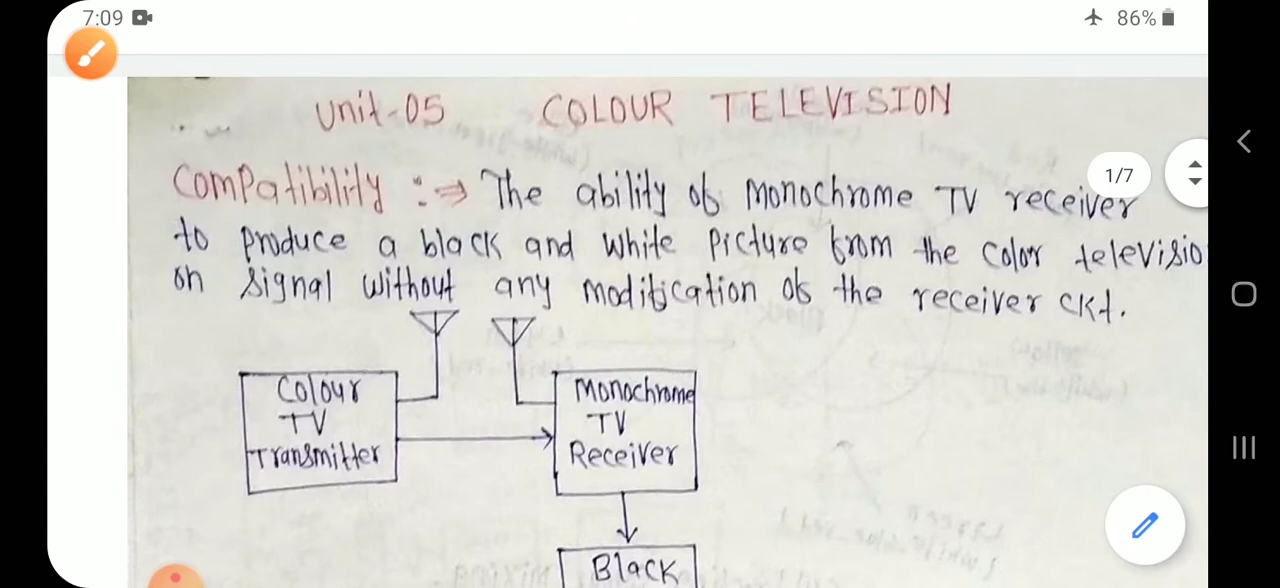 7:09
86%
Unit-05 COLOUR TELEVISION
1/7
Compatibility :⇒ The ability of Monochrome TV receiver
to produce a black and white picture from the color televisio
on signal without any modification of the receiver ckt.
Colour
TV
Transmitter
Monochrome
TV
Receiver
Black